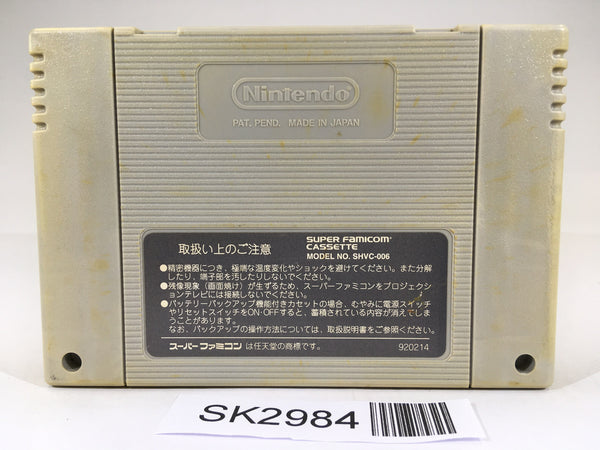 Nintendo
PAT. PEND. MADE IN JAPAN
取扱い上のご注意
SUPER FAMICOM
CASSETTE
MODEL NO. SHVC-006
●精密機器につき、極端な温度変化やショックを避けてください。また分解
したり、端子部を汚したりしないでください。
●残像現象（画面焼け）が生ずるため、スーパーファミコンをプロジェクシ
ョンテレビには接続しないでください。
●バッテリーバックアップ機能付きカセットの場合、むやみに電源スイッチ
やリセットスイッチをON・OFFすると、蓄積されている内容が消えてしま
うことがあります。
なお、バックアップの操作方法については、取扱説明書をご参照ください。
スーパーファミコン は任天堂の商標です。
920214
SK2984